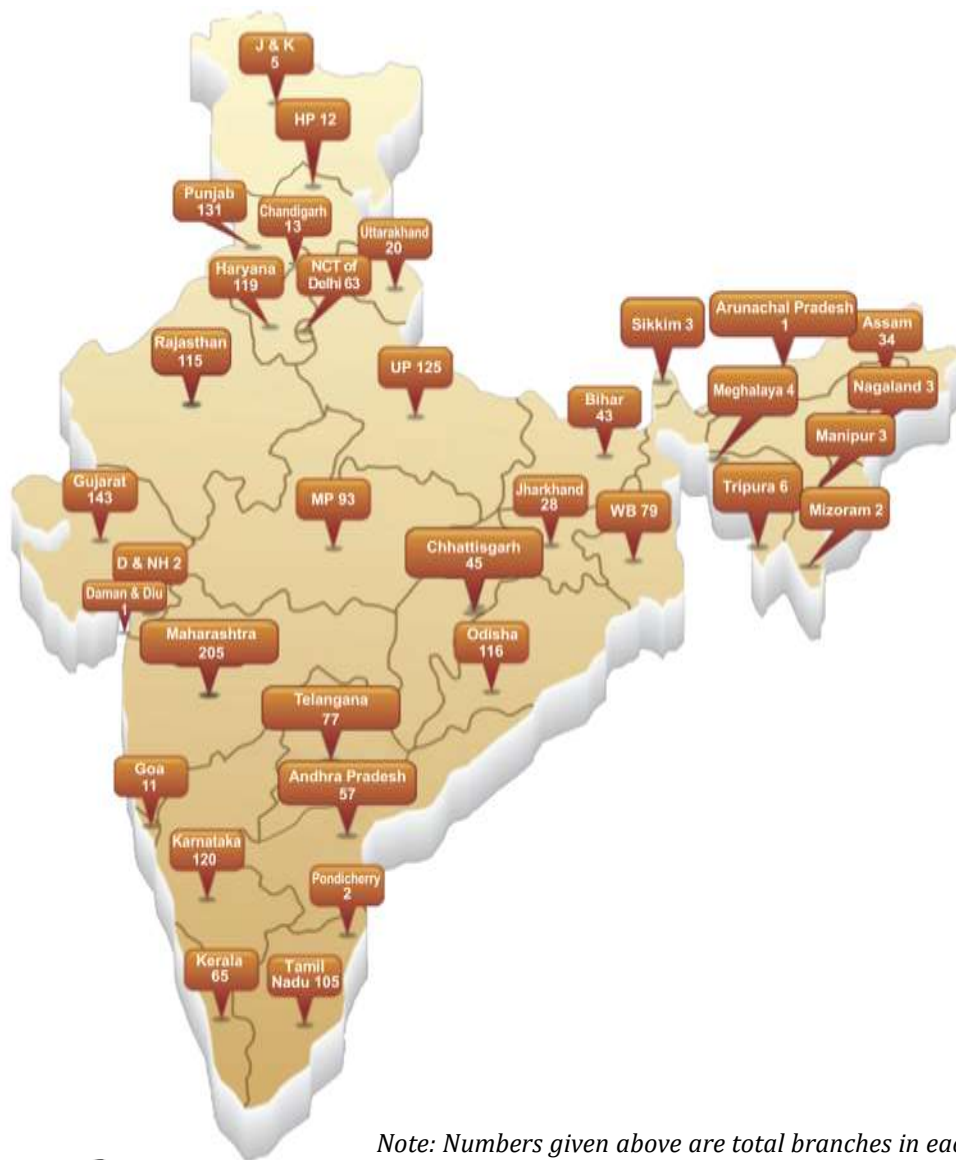 J & K
5
HP 12
Punjab
131
Chandigarh
13
Uttarakhand
20
Haryana
119
NCT of
Delhi 63
Rajasthan
115
UP 125
Sikkim 3
Arunachal Pradesh
1
Assam
34
Meghalaya 4
Nagaland 3
Bihar
43
Manipur 3
Gujarat
143
MP 93
Jharkhand
28
WB 79
Tripura 6
Mizoram 2
Chhattisgarh
45
D & NH 2
Daman & Diu
1
Maharashtra
205
Odisha
116
Telangana
77
Goa
11
Andhra Pradesh
57
Karnataka
120
Pondicherry
2
Kerala
65
Tamil
Nadu 105
Note: Numbers given above are total branches in eac